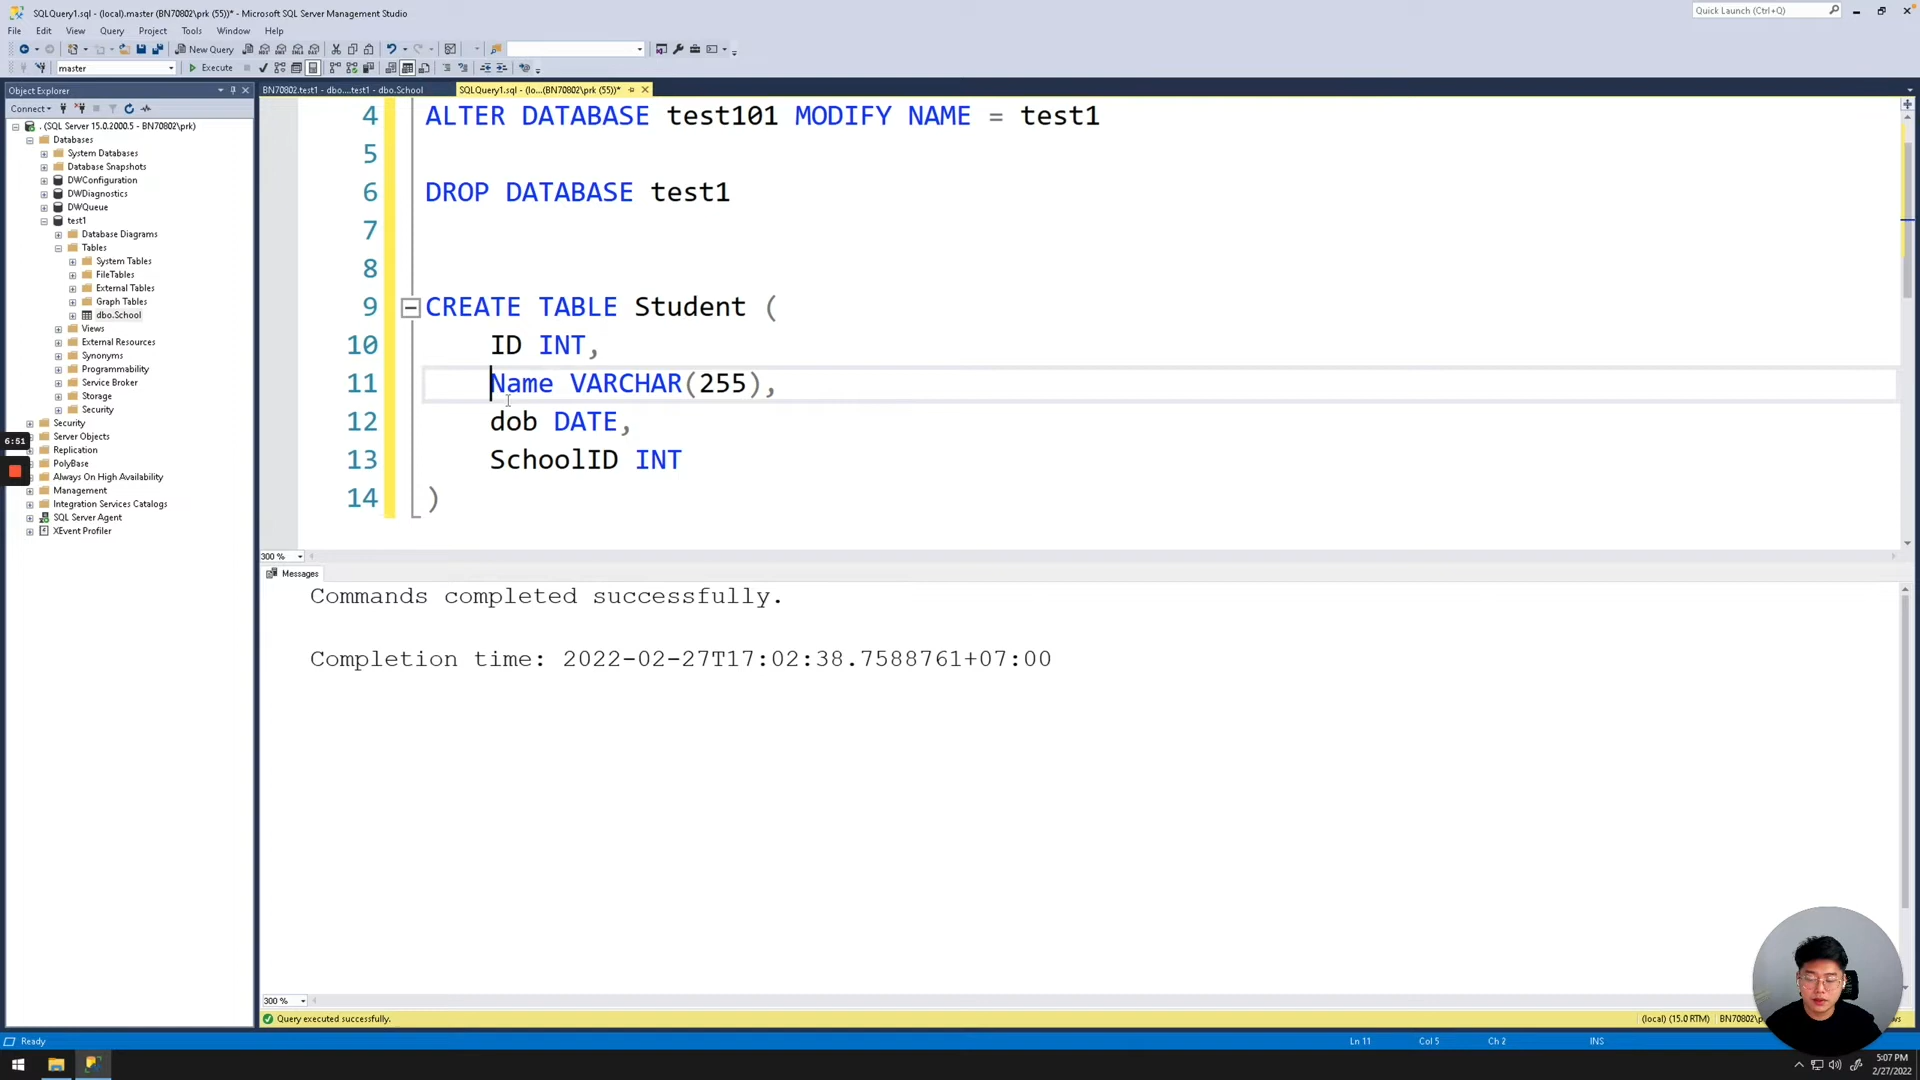 SQLQuery1.sql - (local).master (BN70802\prk (55))* - Microsoft SQL Server Management Studio
Quick Launch (Ctrl+Q)
File Edit View Query Project Tools Window Help
New Query
master
Execute
Object Explorer
BN70802.test1 - dbo....test1 - dbo.School
SQLQuery1.sql - (lo...(BN70802\prk (55))*
Connect
. (SQL Server 15.0.2000.5 - BN70802\prk)
Databases
System Databases
Database Snapshots
DWConfiguration
DWDiagnostics
DWQueue
test1
Database Diagrams
Tables
System Tables
FileTables
External Tables
Graph Tables
dbo.School
Views
External Resources
Synonyms
Programmability
Service Broker
Storage
Security
Security
Server Objects
Replication
PolyBase
Always On High Availability
Management
Integration Services Catalogs
SQL Server Agent
XEvent Profiler
6:51
4 ALTER DATABASE test101 MODIFY NAME = test1
5
6 DROP DATABASE test1
7
8
9 CREATE TABLE Student (
10 ID INT,
11 Name VARCHAR(255),
12 dob DATE,
13 SchoolID INT
14 )
300 %
Messages
Commands completed successfully.
Completion time: 2022-02-27T17:02:38.7588761+07:00
300 %
Query executed successfully.
(local) (15.0 RTM)
Ready
Ln 11
Col 5
Ch 2
INS
5:07 PM
2/27/2022